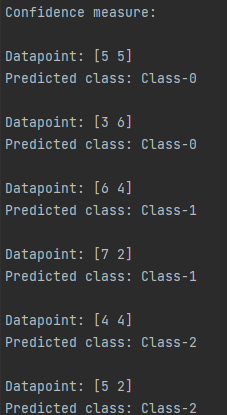 Confidence measure:
Datapoint: [5 5]
Predicted class: Class-0
Datapoint: [3 6]
Predicted class: Class-0
Datapoint: [6 4]
Predicted class: Class-1
Datapoint: [7 2]
Predicted class: Class-1
Datapoint: [4 4]
Predicted class: Class-2
Datapoint: [5 2]
Predicted class: Class-2